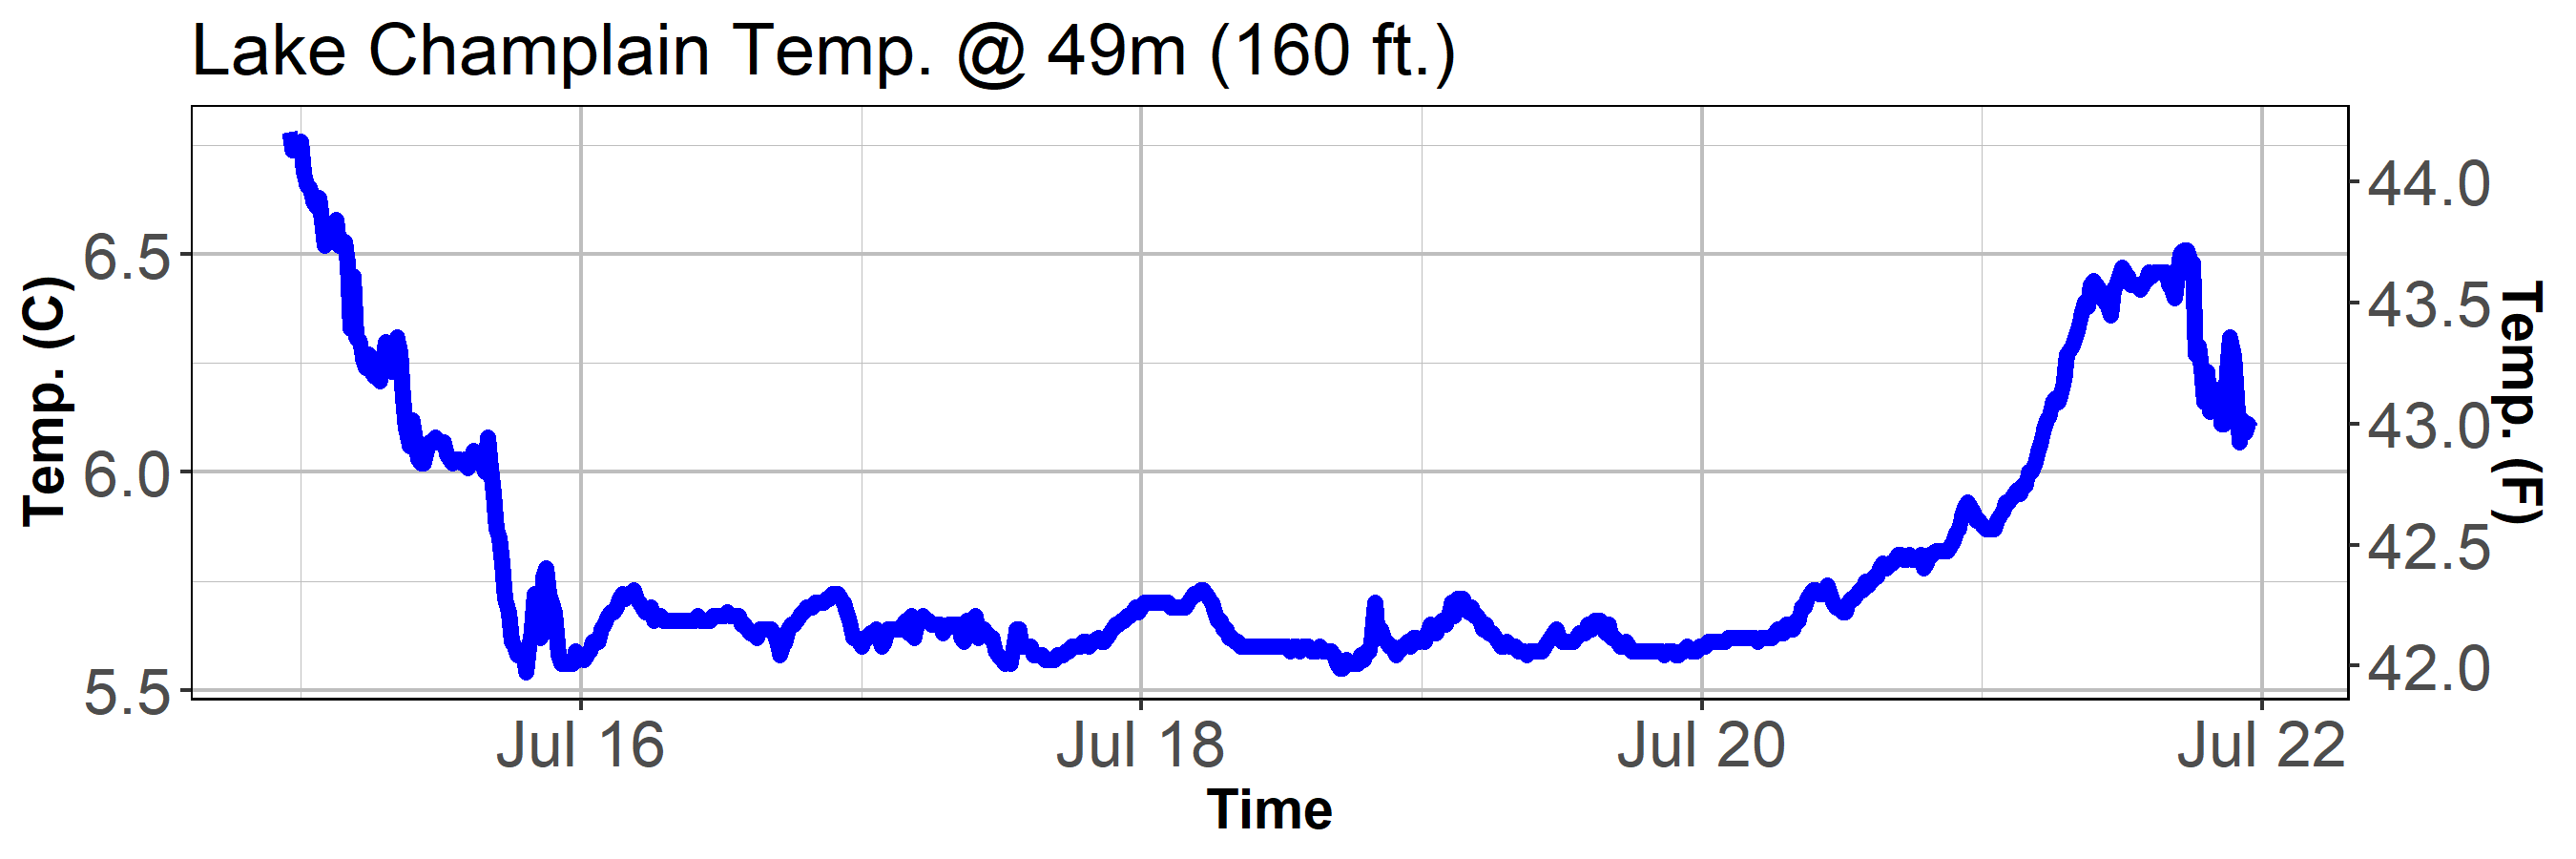 Lake Champlain Temp. @ 49m (160 ft.)
Temp. (C)
6.5
6.0
5.5
44.0
43.5
43.0
42.5
42.0
Temp. (F)
Jul 16
Jul 18
Jul 20
Jul 22
Time